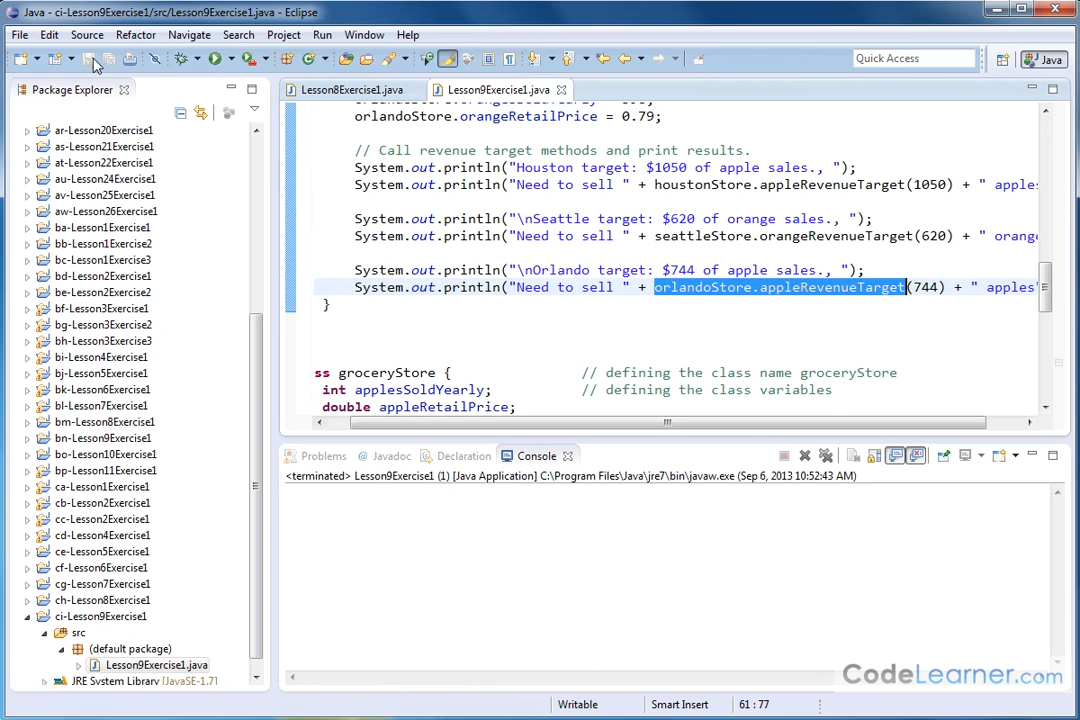 Java - ci-Lesson9Exercise1/src/Lesson9Exercise1.java - Eclipse
File Edit Source Refactor Navigate Search Project Run Window Help
Quick Access
Java
Package Explorer
ar-Lesson20Exercise1
as-Lesson21Exercise1
at-Lesson22Exercise1
au-Lesson24Exercise1
av-Lesson25Exercise1
aw-Lesson26Exercise1
ba-Lesson1Exercise1
bb-Lesson1Exercise2
bc-Lesson1Exercise3
bd-Lesson2Exercise1
be-Lesson2Exercise2
bf-Lesson3Exercise1
bg-Lesson3Exercise2
bh-Lesson3Exercise3
bi-Lesson4Exercise1
bj-Lesson5Exercise1
bk-Lesson6Exercise1
bl-Lesson7Exercise1
bm-Lesson8Exercise1
bn-Lesson9Exercise1
bo-Lesson10Exercise1
bp-Lesson11Exercise1
ca-Lesson1Exercise1
cb-Lesson2Exercise1
cc-Lesson2Exercise1
cd-Lesson4Exercise1
ce-Lesson5Exercise1
cf-Lesson6Exercise1
cg-Lesson7Exercise1
ch-Lesson8Exercise1
ci-Lesson9Exercise1
src
(default package)
Lesson9Exercise1.java
JRE System Library [JavaSE-1.7]
Lesson8Exercise1.java
Lesson9Exercise1.java
orlandoStore.orangeRetailPrice = 0.79;
// Call revenue target methods and print results.
System.out.println("Houston target: $1050 of apple sales., ");
System.out.println("Need to sell " + houstonStore.appleRevenueTarget(1050) + " apples
System.out.println("\nSeattle target: $620 of orange sales., ");
System.out.println("Need to sell " + seattleStore.orangeRevenueTarget(620) + " orang
System.out.println("\nOrlando target: $744 of apple sales., ");
System.out.println("Need to sell " + orlandoStore.appleRevenueTarget(744) + " apples"
}
ss groceryStore { // defining the class name groceryStore
int applesSoldYearly; // defining the class variables
double appleRetailPrice;
Problems @ Javadoc Declaration Console
<terminated> Lesson9Exercise1 (1) [Java Application] C:\Program Files\Java\jre7\bin\javaw.exe (Sep 6, 2013 10:52:43 AM)
CodeLearner.com
Writable Smart Insert 61 : 77